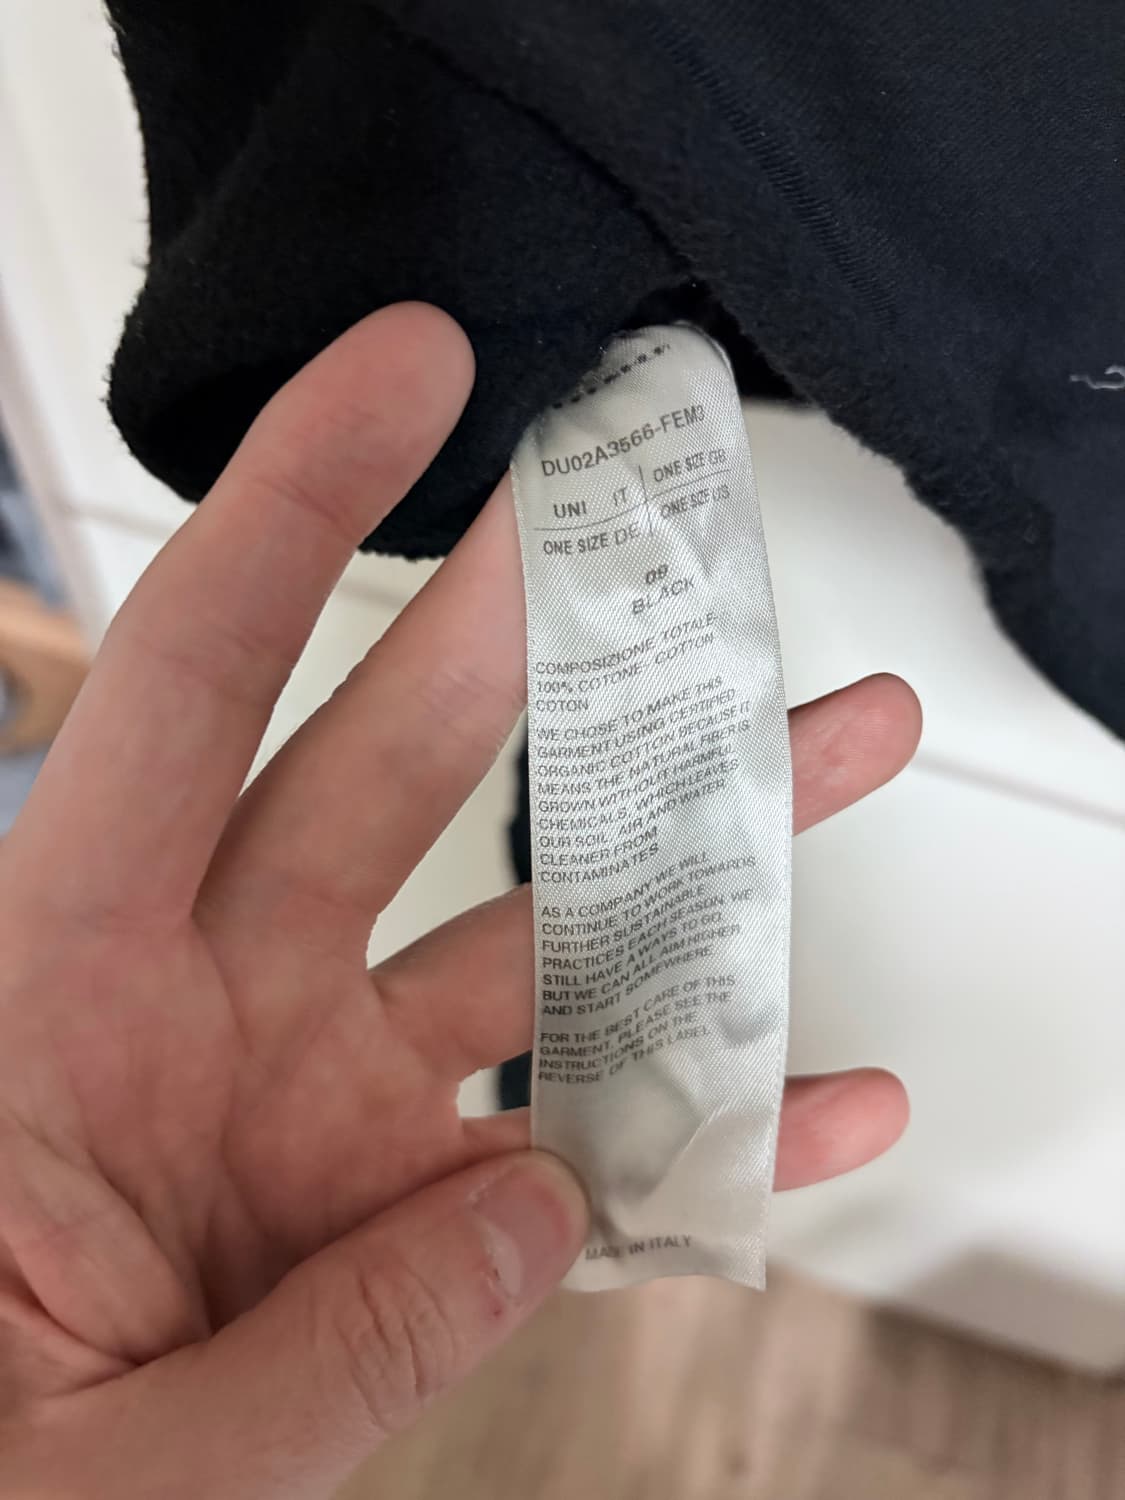 DU02A3566-FEM3
UNI IT ONE SIZE GB
ONE SIZE DE ONE SIZE US
09
BLACK
COMPOSIZIONE TOTALE-
100% COTONE- COTTON
COTON
WE CHOSE TO MAKE THIS
GARMENT USING CERTIFIED
ORGANIC COTTON BECAUSE IT
MEANS THE NATURAL FIBER IS
GROWN WITHOUT HARMFUL
CHEMICALS, WHICH LEAVES
OUR SOIL, AIR AND WATER
CLEANER FROM
CONTAMINATES
AS A COMPANY WE WILL
CONTINUE TO WORK TOWARDS
FURTHER SUSTAINABLE
PRACTICES EACH SEASON. WE
STILL HAVE A WAYS TO GO,
BUT WE CAN ALL AIM HIGHER
AND START SOMEWHERE.
FOR THE BEST CARE OF THIS
GARMENT, PLEASE SEE THE
INSTRUCTIONS ON THE
REVERSE OF THIS LABEL
MADE IN ITALY